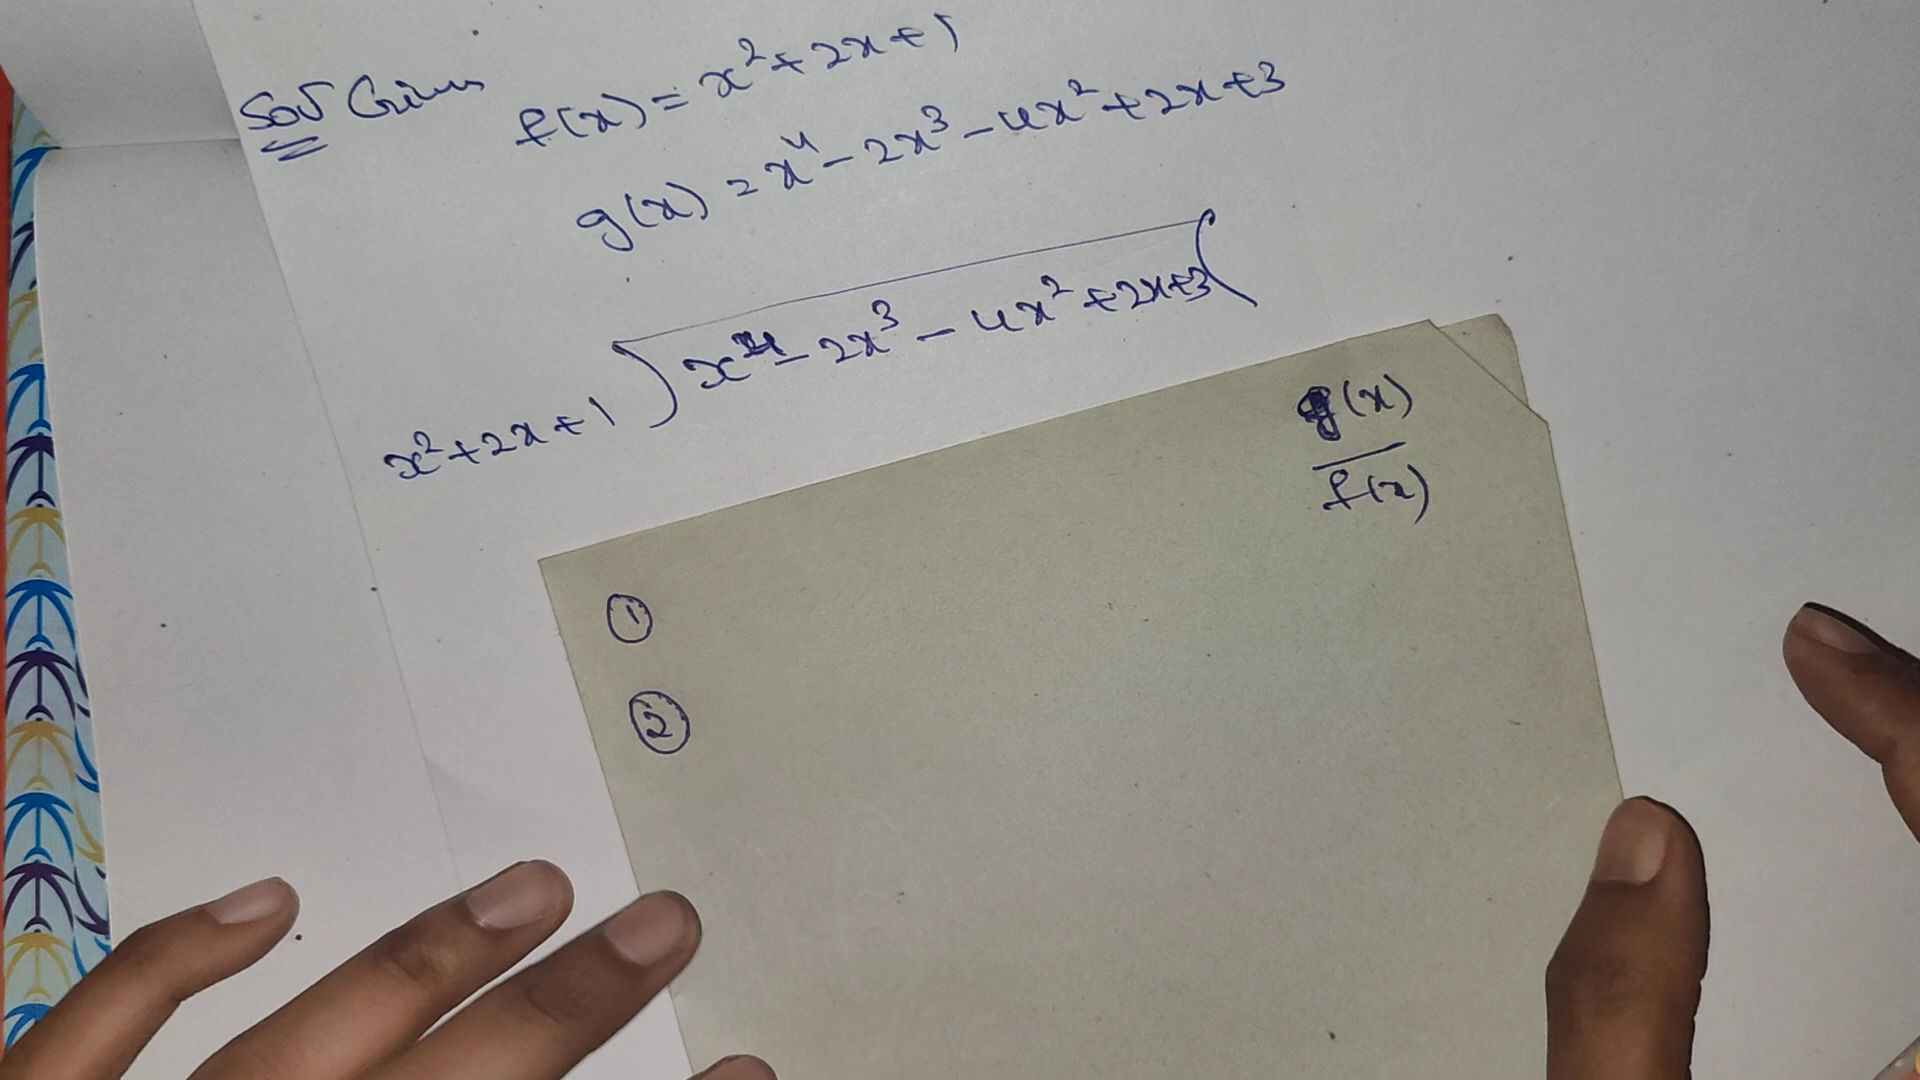 Sol Given f(x) = x² + 2x + 1
g(x) = x⁴ - 2x³ - 4x² + 2x + 3
x² + 2x + 1 ) x⁴ - 2x³ - 4x² + 2x + 3 (
g(x)
f(x)
①
②